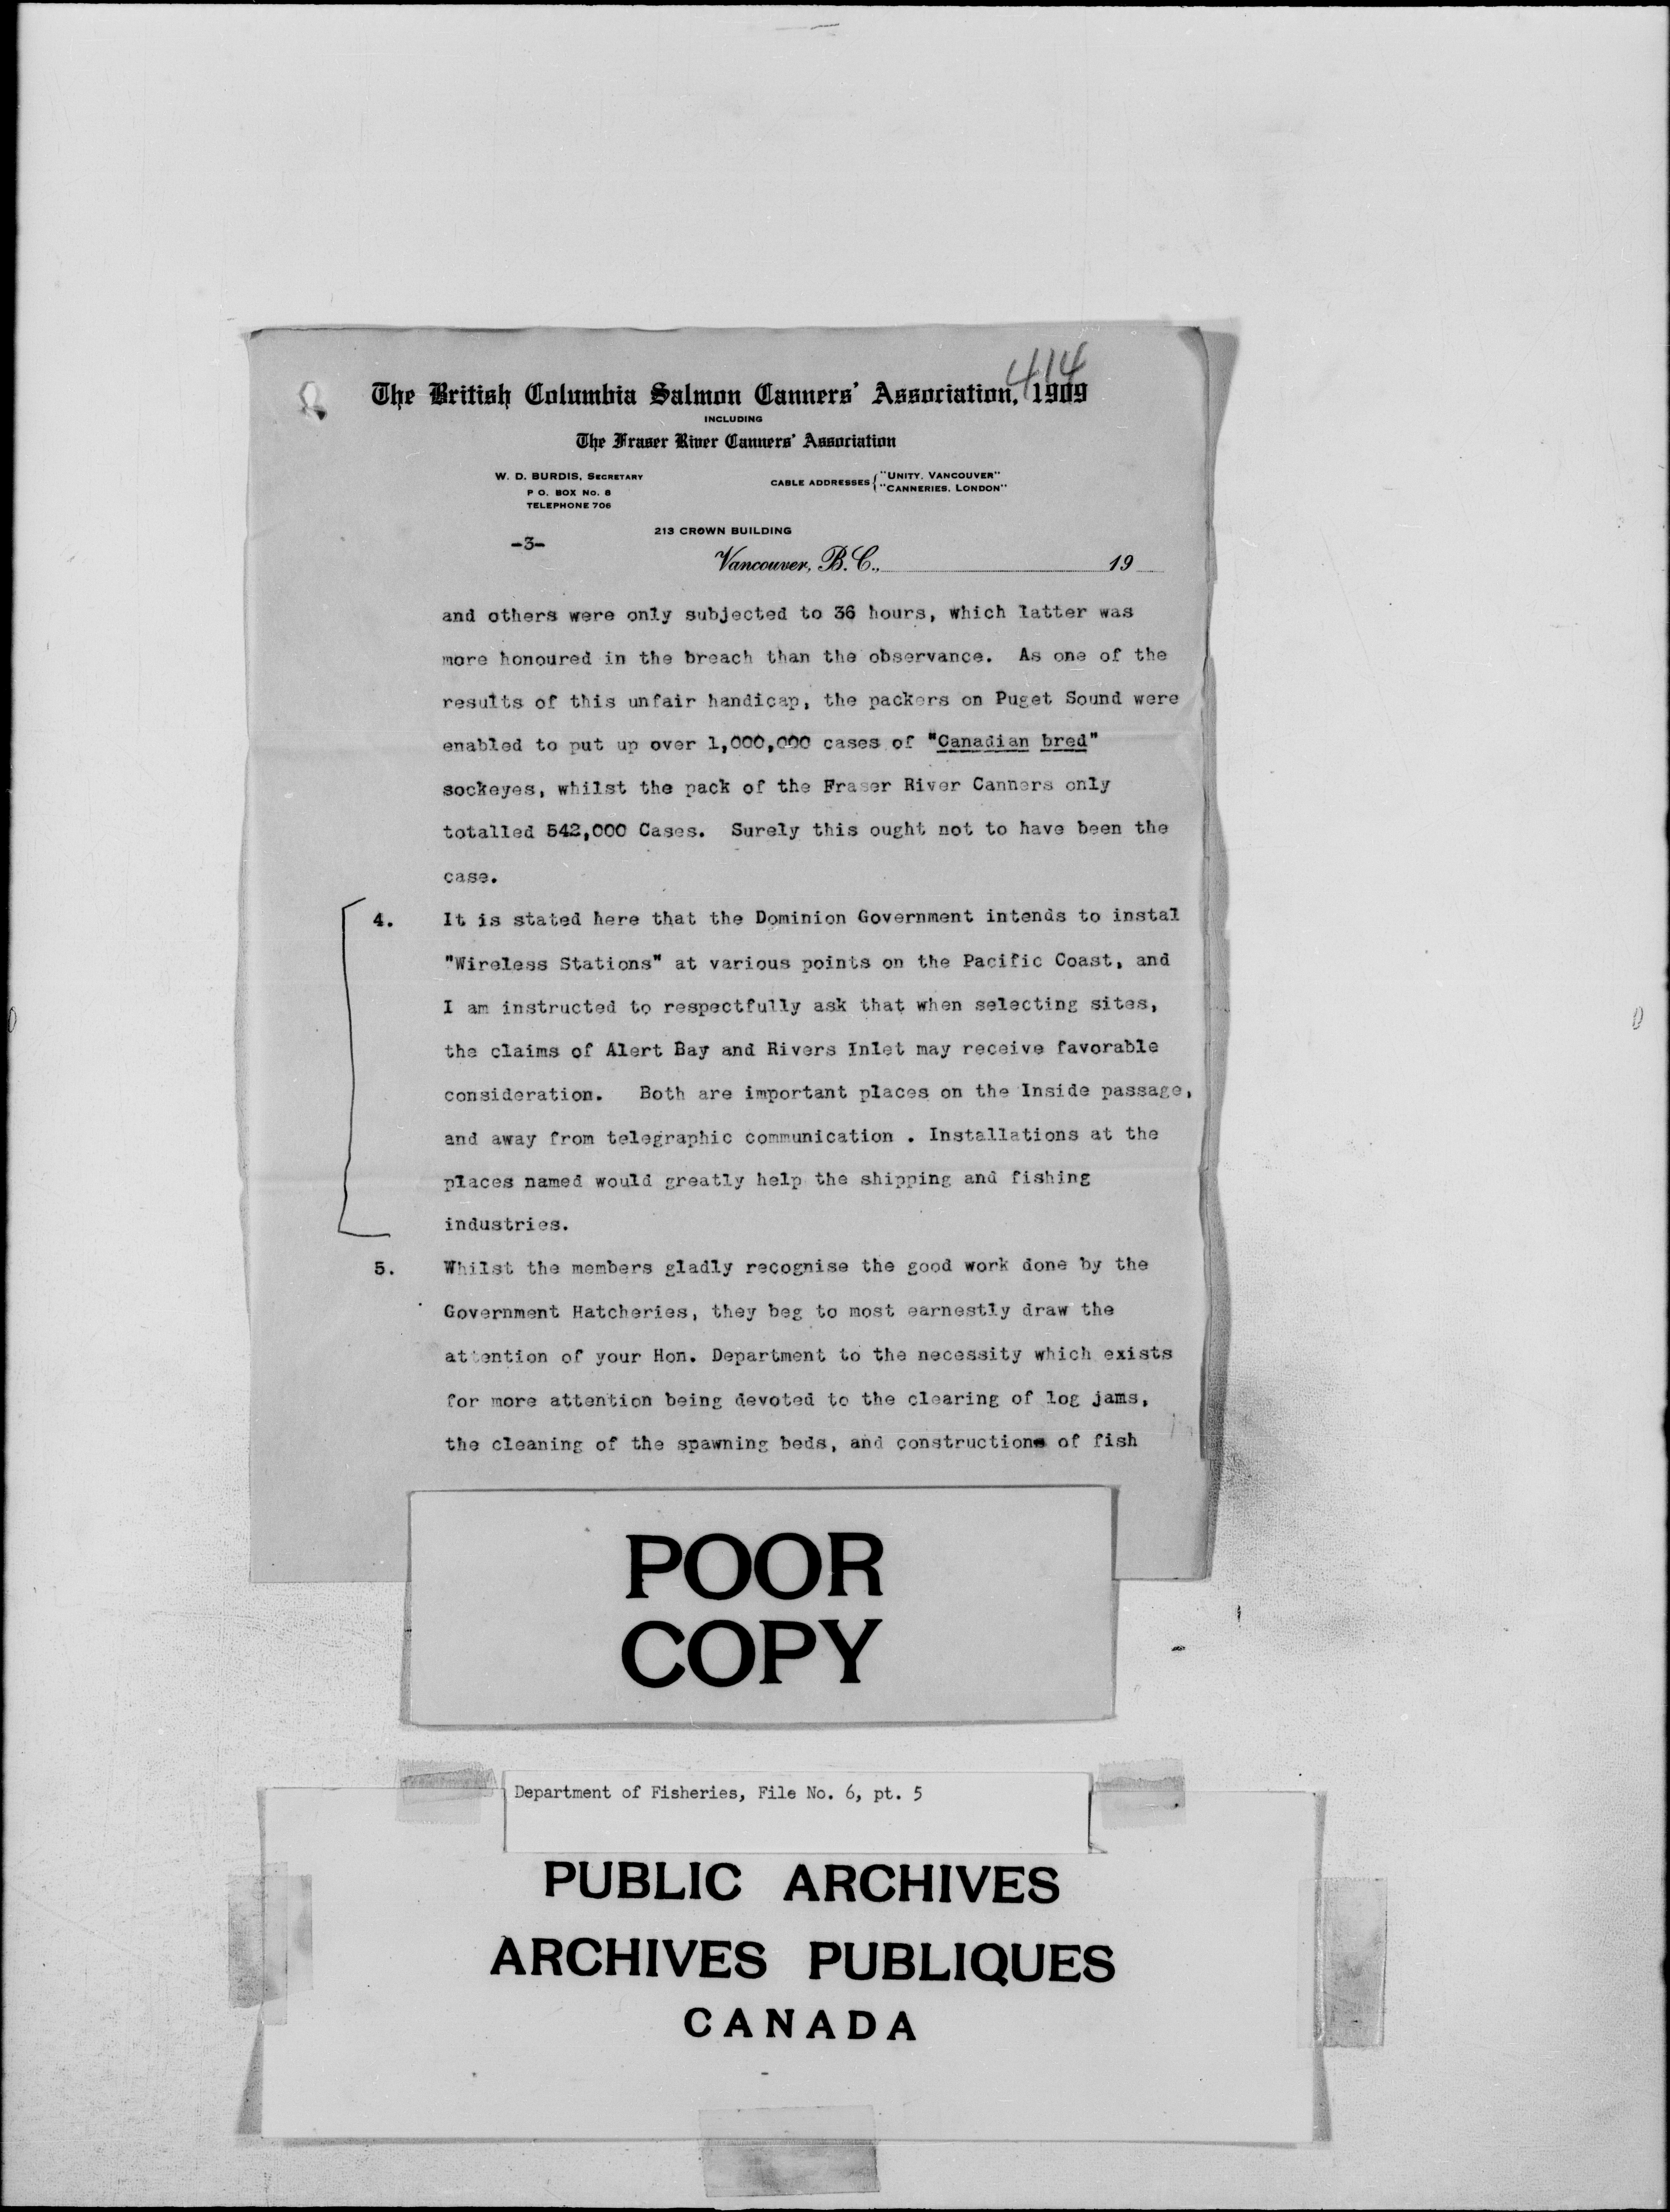 414
The British Columbia Salmon Canners' Association, 1909
INCLUDING
The Fraser River Canners' Association
W. D. BURDIS, SECRETARY
P O. BOX No. 8
TELEPHONE 706
CABLE ADDRESSES { "UNITY. VANCOUVER"
"CANNERIES. LONDON"
213 CROWN BUILDING
-3-
Vancouver, B. C., 19
and others were only subjected to 36 hours, which latter was
more honoured in the breach than the observance. As one of the
results of this unfair handicap, the packers on Puget Sound were
enabled to put up over 1,000,000 cases of "Canadian bred"
sockeyes, whilst the pack of the Fraser River Canners only
totalled 542,000 Cases. Surely this ought not to have been the
case.
4. It is stated here that the Dominion Government intends to instal
"Wireless Stations" at various points on the Pacific Coast, and
I am instructed to respectfully ask that when selecting sites,
the claims of Alert Bay and Rivers Inlet may receive favorable
consideration. Both are important places on the Inside passage,
and away from telegraphic communication . Installations at the
places named would greatly help the shipping and fishing
industries.
5. Whilst the members gladly recognise the good work done by the
Government Hatcheries, they beg to most earnestly draw the
attention of your Hon. Department to the necessity which exists
for more attention being devoted to the clearing of log jams,
the cleaning of the spawning beds, and constructions of fish
POOR
COPY
Department of Fisheries, File No. 6, pt. 5
PUBLIC ARCHIVES
ARCHIVES PUBLIQUES
CANADA